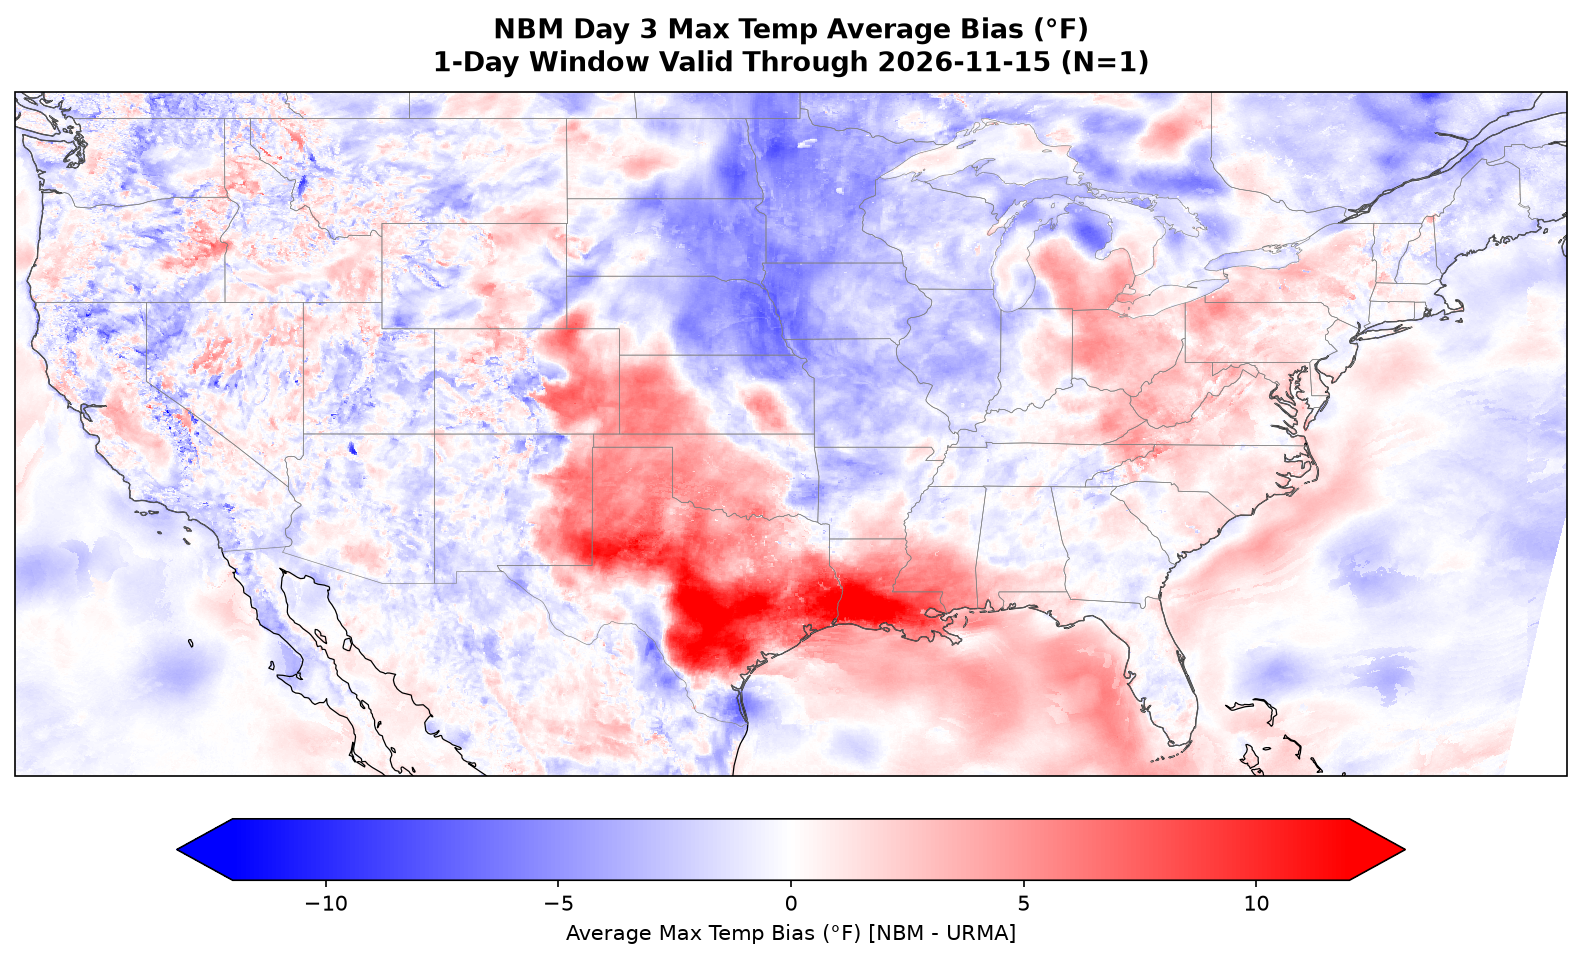 NBM Day 3 Max Temp Average Bias (°F)
1-Day Window Valid Through 2026-11-15 (N=1)
−10 −5 0 5 10
Average Max Temp Bias (°F) [NBM - URMA]